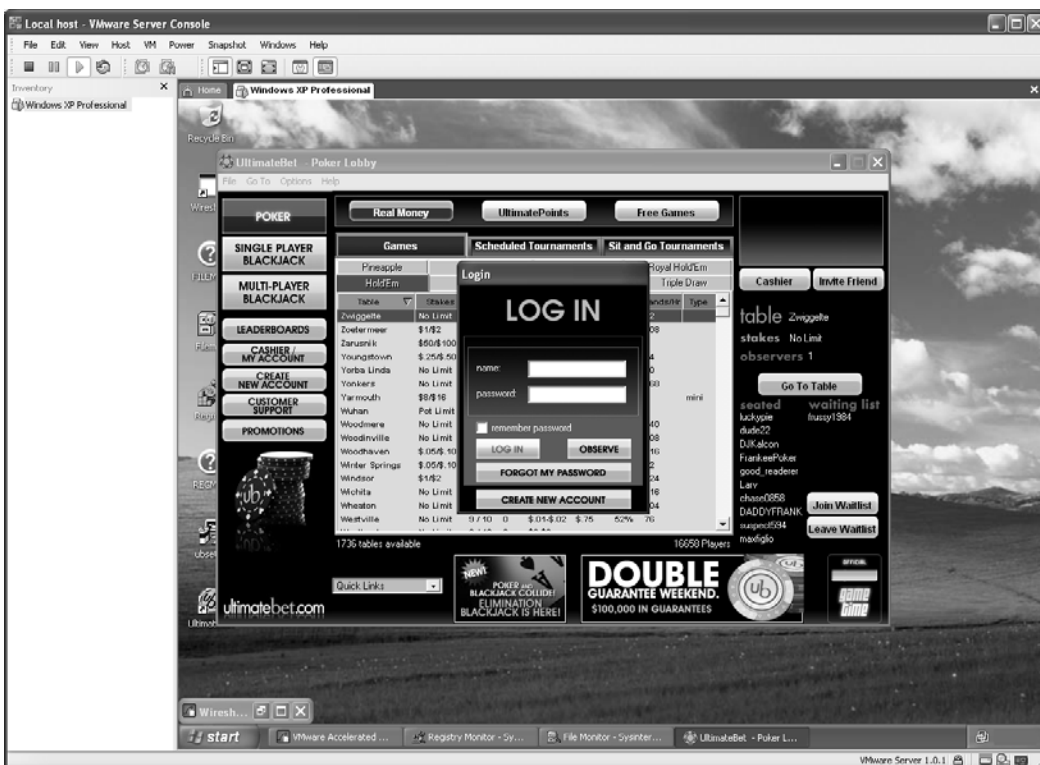 Local host - VMware Server Console
File Edit View Host VM Power Snapshot Windows Help
Inventory
Windows XP Professional
Home
Windows XP Professional
Recycle Bin
UltimateBet - Poker Lobby
File Go To Options Help
POKER
SINGLE PLAYER
BLACKJACK
MULTI-PLAYER
BLACKJACK
LEADERBOARDS
CASHIER /
MY ACCOUNT
CREATE
NEW ACCOUNT
CUSTOMER
SUPPORT
PROMOTIONS
ub
ultimatebet.com
Real Money UltimatePoints Free Games
Games Scheduled Tournaments Sit and Go Tournaments
Pineapple Royal Hold'Em
Hold'Em Triple Draw
Table Stakes Type
Zwiggelte No Limit
Zoetermeer $1/$2
Zarusnik $50/$100
Youngstown $.25/$.50
Yorba Linda No Limit
Yonkers No Limit
Yarmouth $8/$16 mini
Wuhan Pot Limit
Woodmere No Limit
Woodinville No Limit
Woodhaven $.05/$.10
Winter Springs $.05/$.10
Windsor $1/$2
Wichita No Limit
Wheaton No Limit
Westville No Limit 9 / 10 0 $.01-$.02 $.75 52% 76
1736 tables available 16658 Players
Login
LOG IN
name:
password:
remember password
LOG IN OBSERVE
FORGOT MY PASSWORD
CREATE NEW ACCOUNT
Cashier Invite Friend
table Zwiggelte
stakes No Limit
observers 1
Go To Table
seated waiting list
luckypie frussy1984
dude22
DJKalcon
FrankeePoker
good_readerer
Larv
chase0858
DADDYFRANK
suspect594
maxfiglio
Join Waitlist
Leave Waitlist
Quick Links
NEW!
POKER AND
BLACKJACK COLLIDE!
ELIMINATION
BLACKJACK IS HERE!
DOUBLE
GUARANTEE WEEKEND.
$100,000 IN GUARANTEES
ub
OFFICIAL
game
time
Wiresh...
start VMware Accelerated ... Registry Monitor - Sy... File Monitor - Sysinter... UltimateBet - Poker L...
VMware Server 1.0.1